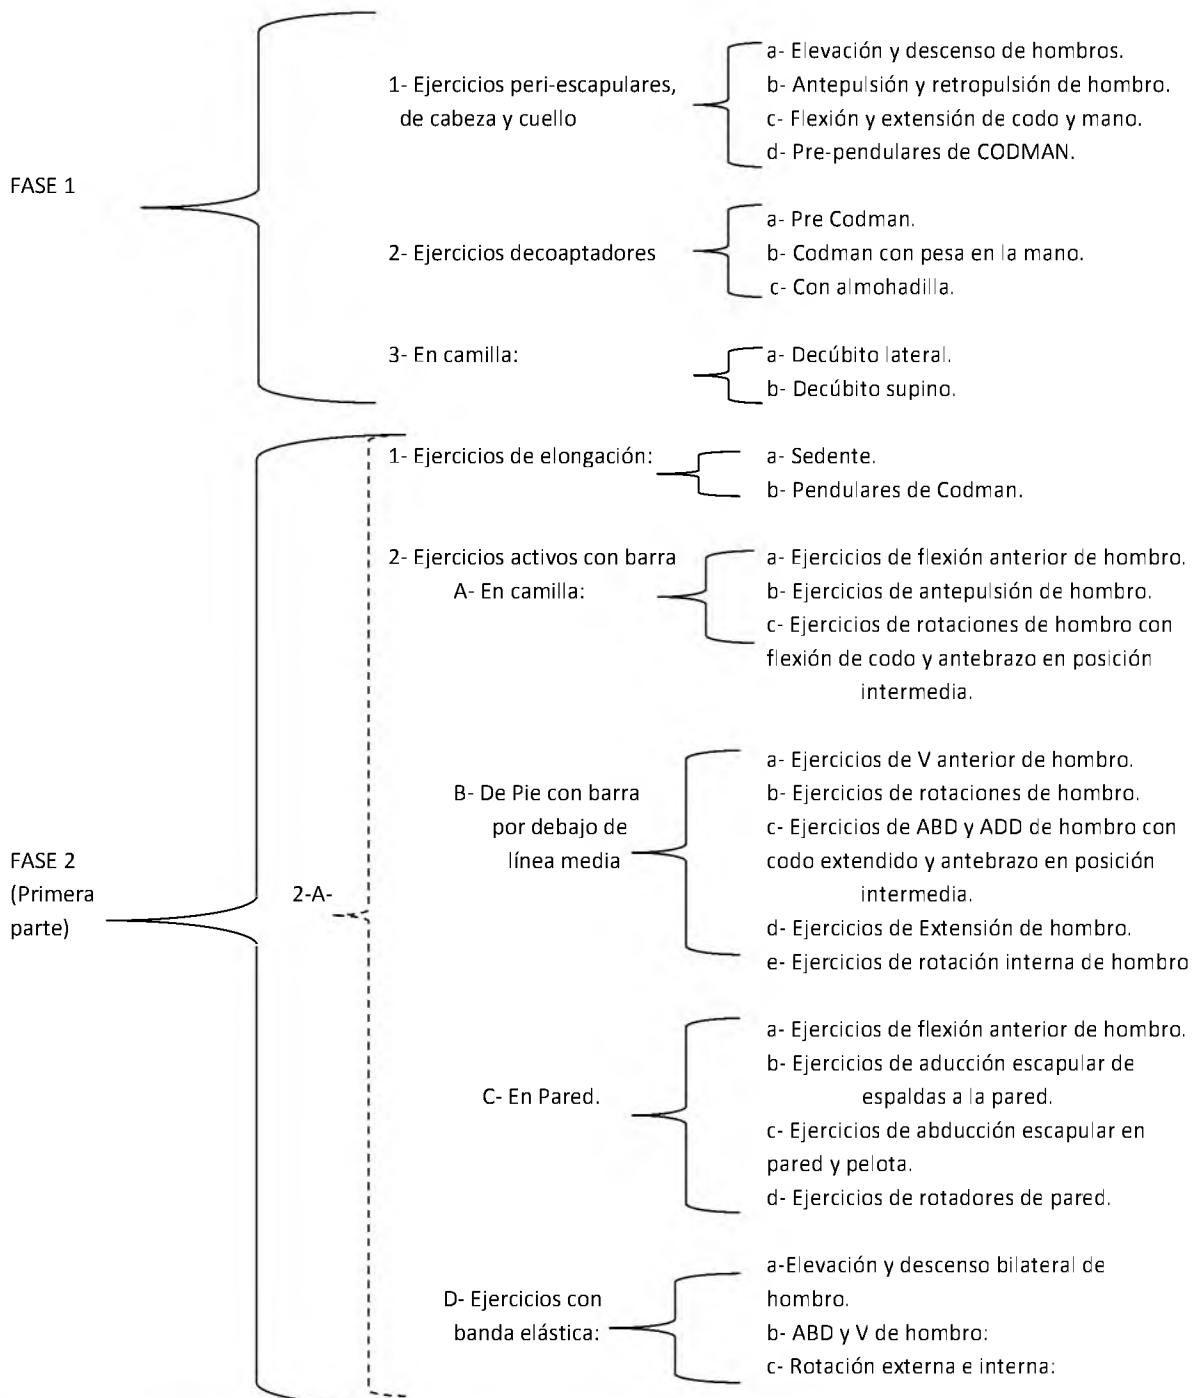 FASE 1
1- Ejercicios peri-escapulares,
de cabeza y cuello
a- Elevación y descenso de hombros.
b- Antepulsión y retropulsión de hombro.
c- Flexión y extensión de codo y mano.
d- Pre-pendulares de CODMAN.
2- Ejercicios decoaptadores
a- Pre Codman.
b- Codman con pesa en la mano.
c- Con almohadilla.
3- En camilla:
a- Decúbito lateral.
b- Decúbito supino.
FASE 2
(Primera
parte)
2-A-
1- Ejercicios de elongación:
a- Sedente.
b- Pendulares de Codman.
2- Ejercicios activos con barra
A- En camilla:
a- Ejercicios de flexión anterior de hombro.
b- Ejercicios de antepulsión de hombro.
c- Ejercicios de rotaciones de hombro con
flexión de codo y antebrazo en posición
intermedia.
B- De Pie con barra
por debajo de
línea media
a- Ejercicios de V anterior de hombro.
b- Ejercicios de rotaciones de hombro.
c- Ejercicios de ABD y ADD de hombro con
codo extendido y antebrazo en posición
intermedia.
d- Ejercicios de Extensión de hombro.
e- Ejercicios de rotación interna de hombro
C- En Pared.
a- Ejercicios de flexión anterior de hombro.
b- Ejercicios de aducción escapular de
espaldas a la pared.
c- Ejercicios de abducción escapular en
pared y pelota.
d- Ejercicios de rotadores de pared.
D- Ejercicios con
banda elástica:
a-Elevación y descenso bilateral de
hombro.
b- ABD y V de hombro:
c- Rotación externa e interna: